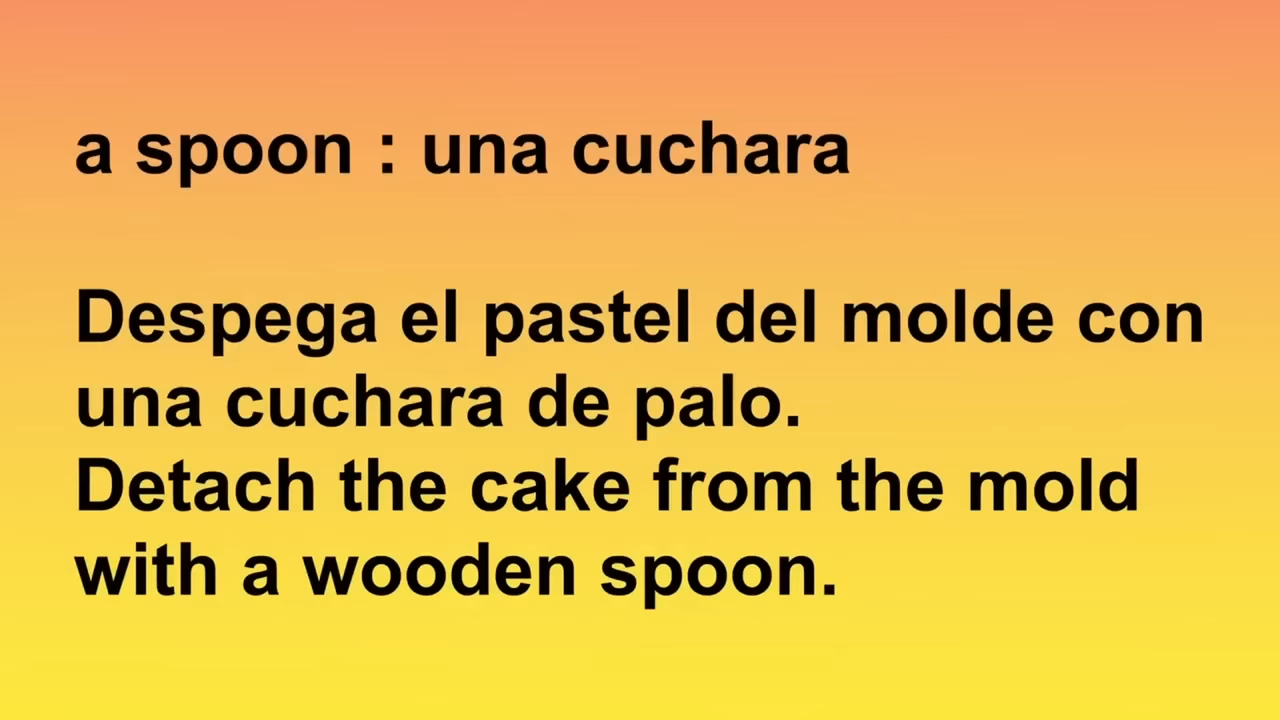 a spoon : una cuchara
Despega el pastel del molde con
una cuchara de palo.
Detach the cake from the mold
with a wooden spoon.